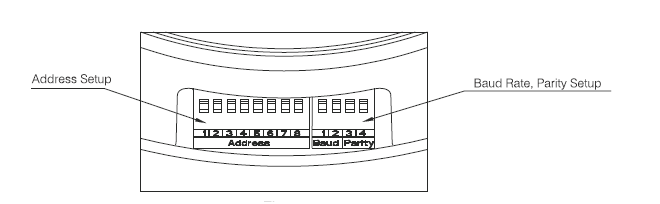 Address Setup
Baud Rate, Parity Setup
1 2 3 4 5 6 7 8
1 2 3 4
Address
Baud Parity